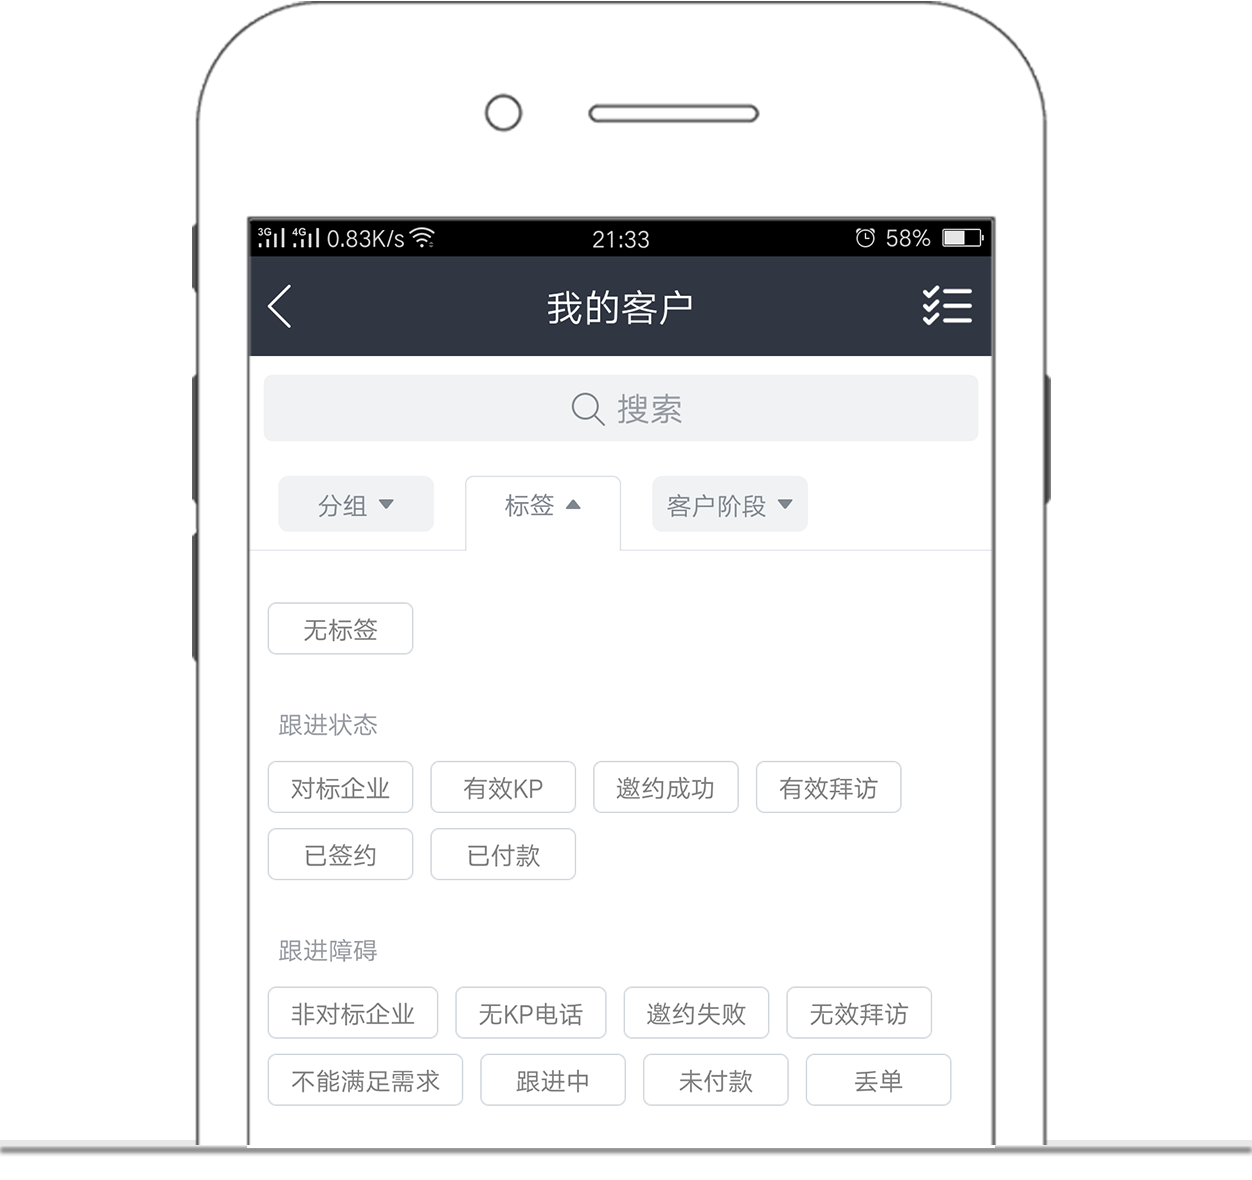 3G 4G 0.83K/s 21:33 58%
我的客户
搜索
分组 标签 客户阶段
无标签
跟进状态
对标企业 有效KP 邀约成功 有效拜访
已签约 已付款
跟进障碍
非对标企业 无KP电话 邀约失败 无效拜访
不能满足需求 跟进中 未付款 丢单